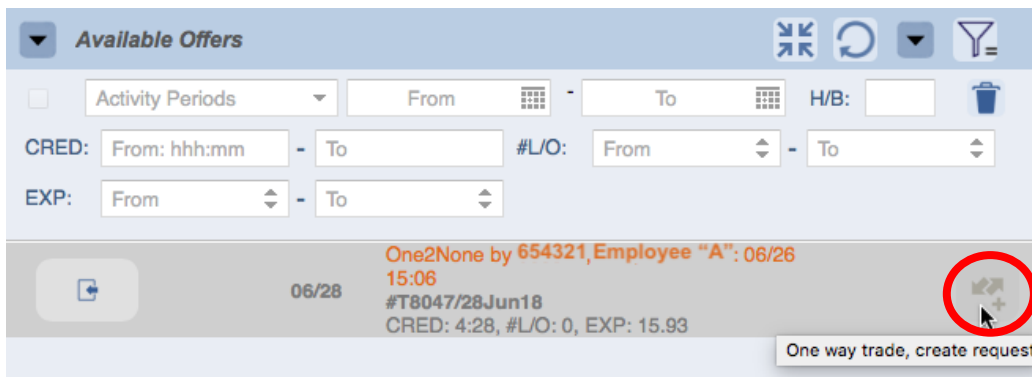 Available Offers
Activity Periods From - To H/B:
CRED: From: hhh:mm - To #L/O: From - To
EXP: From - To
One2None by 654321, Employee "A": 06/26
15:06
06/28
#T8047/28Jun18
CRED: 4:28, #L/O: 0, EXP: 15.93
One way trade, create request